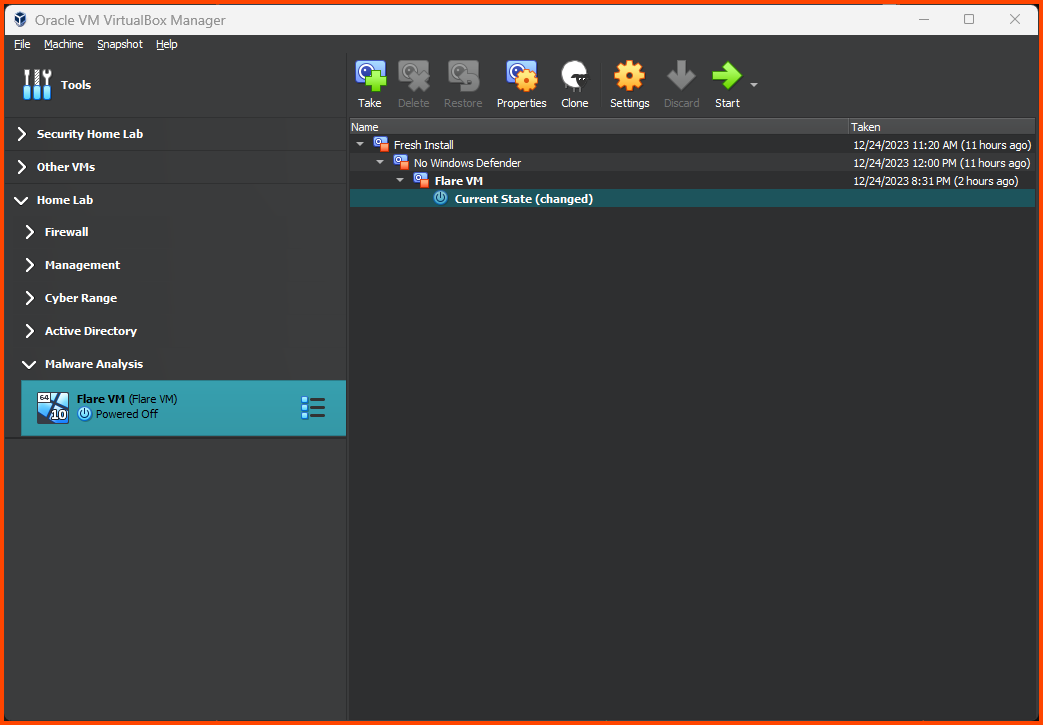 Oracle VM VirtualBox Manager
File Machine Snapshot Help
Tools
Take Delete Restore Properties Clone Settings Discard Start
Security Home Lab
Other VMs
Home Lab
Firewall
Management
Cyber Range
Active Directory
Malware Analysis
64
10
Flare VM (Flare VM)
Powered Off
Name Taken
Fresh Install 12/24/2023 11:20 AM (11 hours ago)
No Windows Defender 12/24/2023 12:00 PM (11 hours ago)
Flare VM 12/24/2023 8:31 PM (2 hours ago)
Current State (changed)